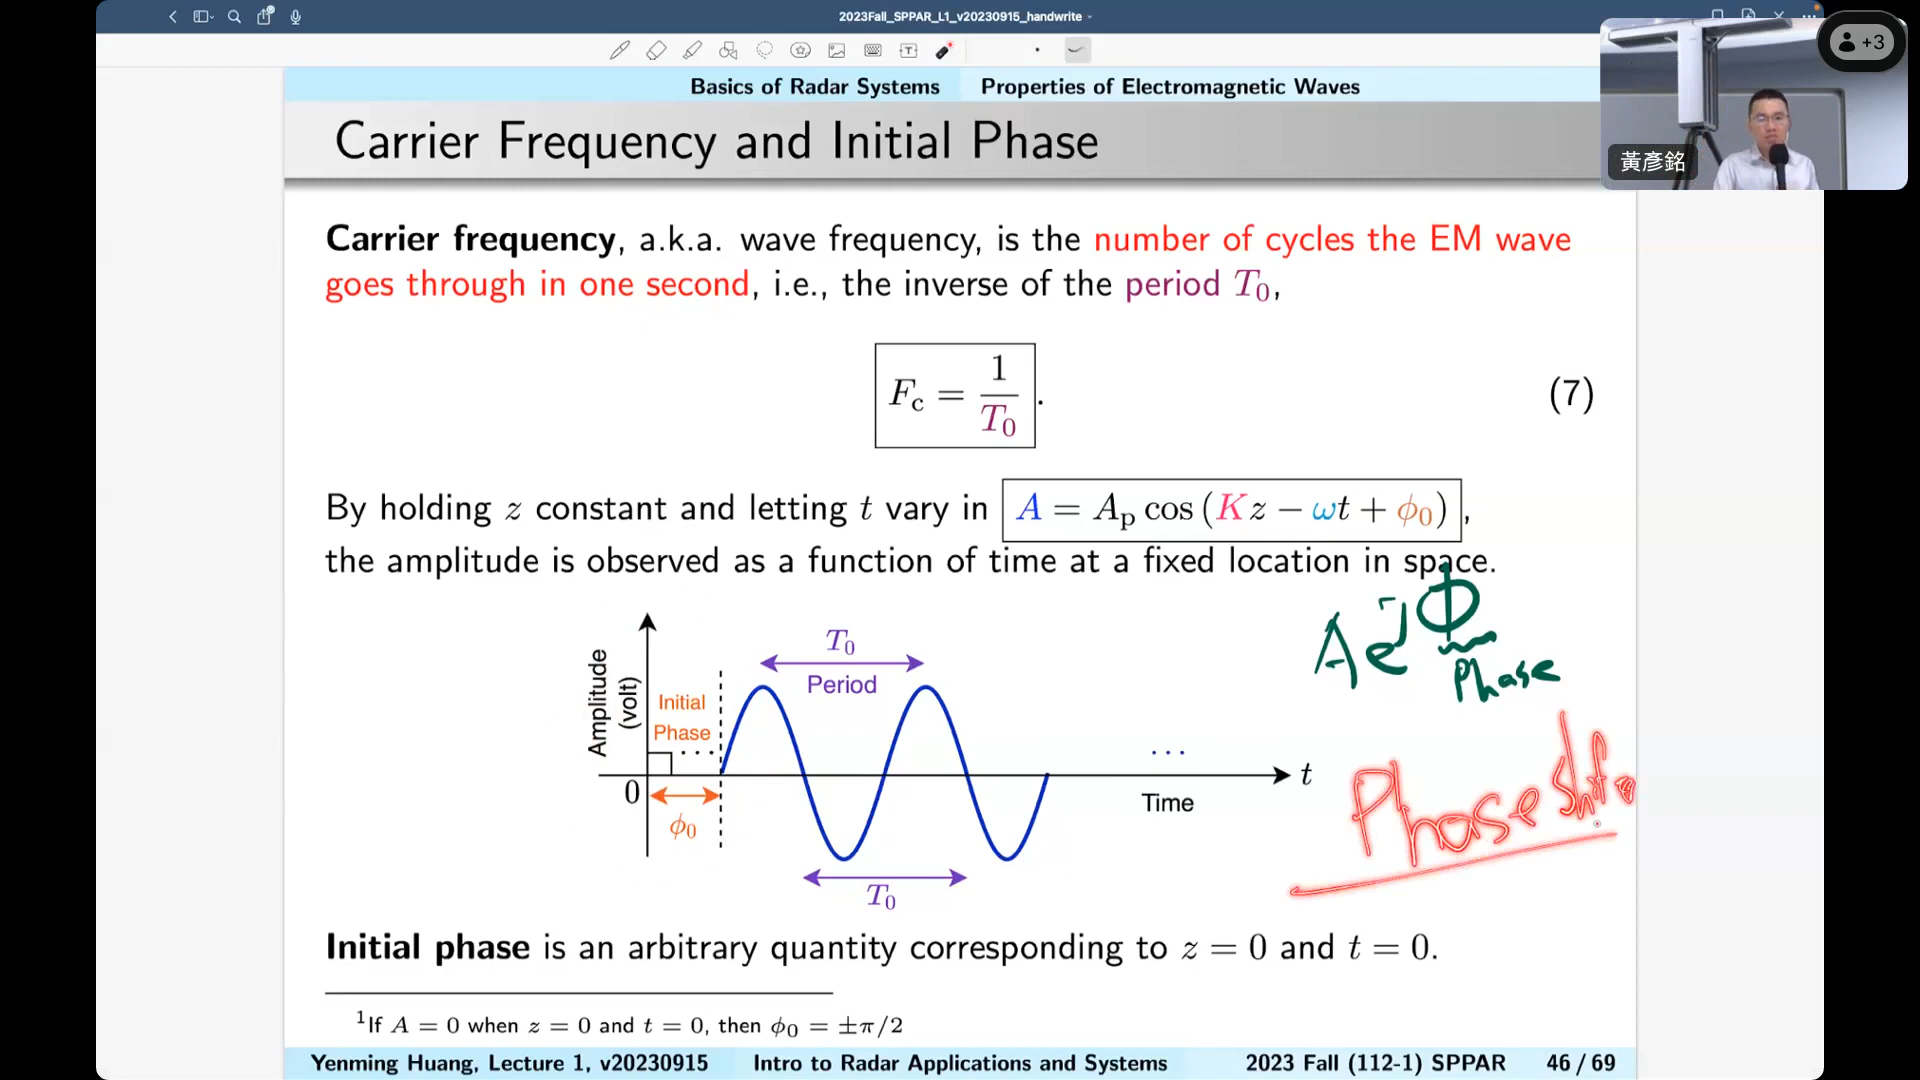 2023Fall_SPPAR_L1_v20230915_handwrite
+3
黃彥銘
Basics of Radar Systems Properties of Electromagnetic Waves
Carrier Frequency and Initial Phase
Carrier frequency, a.k.a. wave frequency, is the number of cycles the EM wave
goes through in one second, i.e., the inverse of the period T₀,
F_c = 1/T₀. (7)
By holding z constant and letting t vary in A = A_p cos (Kz − ωt + ϕ₀),
the amplitude is observed as a function of time at a fixed location in space.
A e^jΦ
Phase
Phase shift
Amplitude
(volt)
T₀
Period
Initial
Phase
...
...
0
t
Time
ϕ₀
T₀
Initial phase is an arbitrary quantity corresponding to z = 0 and t = 0.
¹If A = 0 when z = 0 and t = 0, then ϕ₀ = ±π/2
Yenming Huang, Lecture 1, v20230915 Intro to Radar Applications and Systems 2023 Fall (112-1) SPPAR 46 / 69